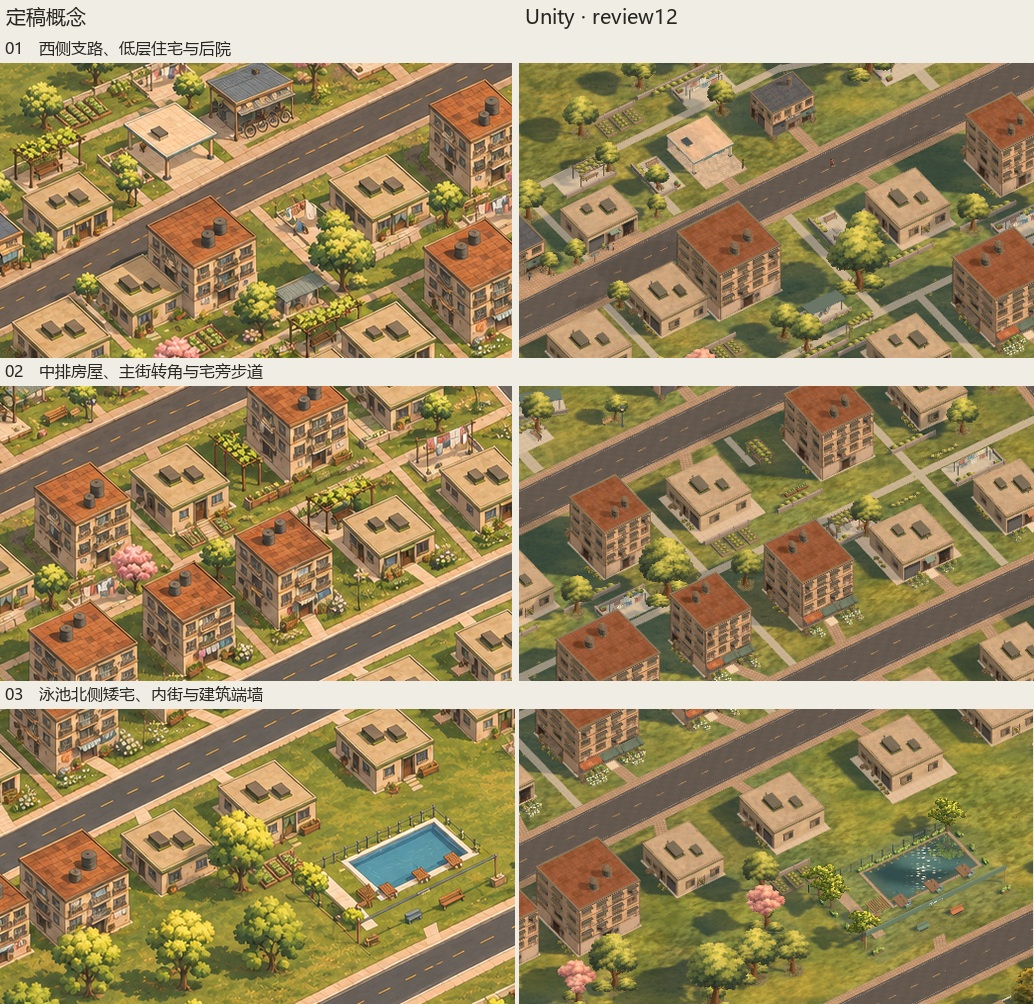 定稿概念
Unity · review12
01 西侧支路、低层住宅与后院
02 中排房屋、主街转角与宅旁步道
03 泳池北侧矮宅、内街与建筑端墙